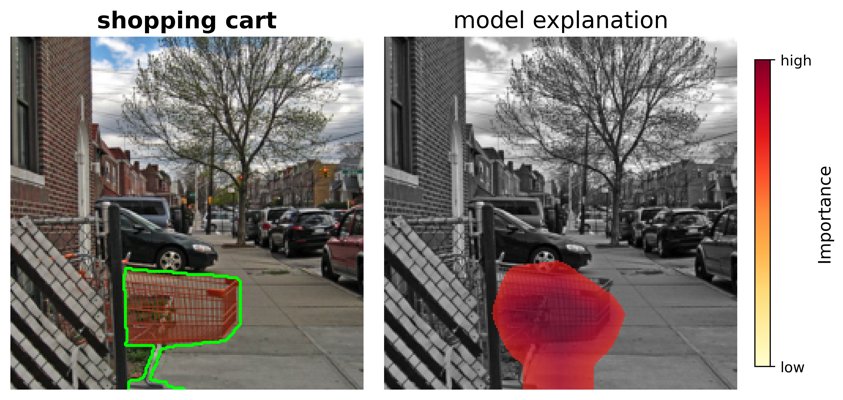 shopping cart
model explanation
high
Importance
low